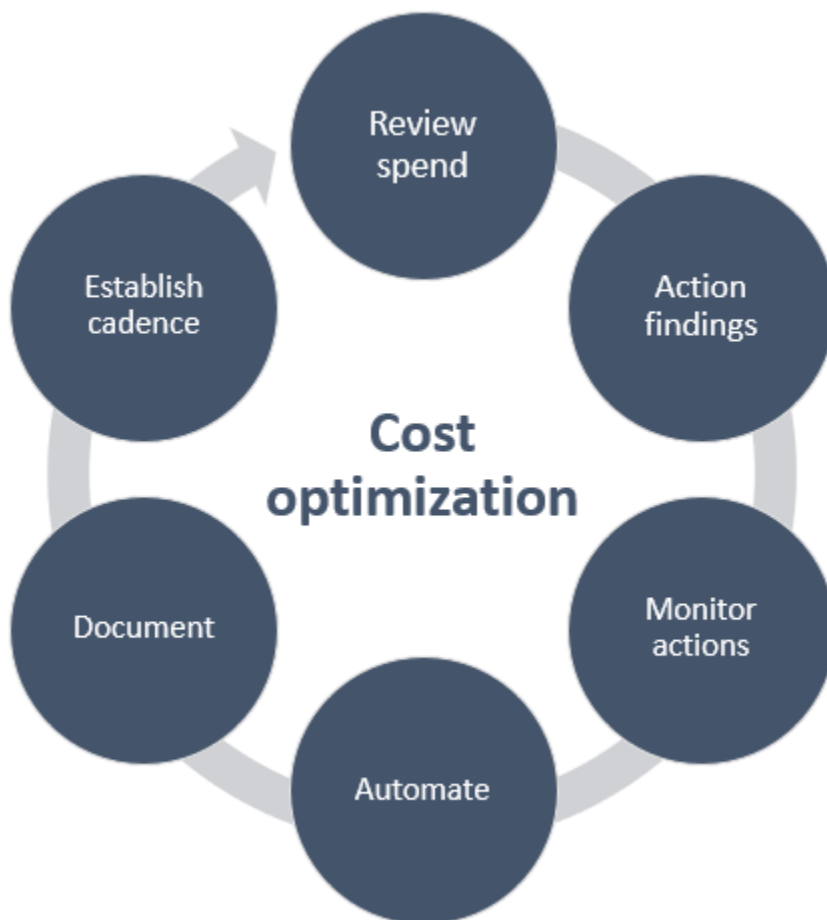 Review
spend
Action
findings
Monitor
actions
Automate
Document
Establish
cadence
Cost
optimization